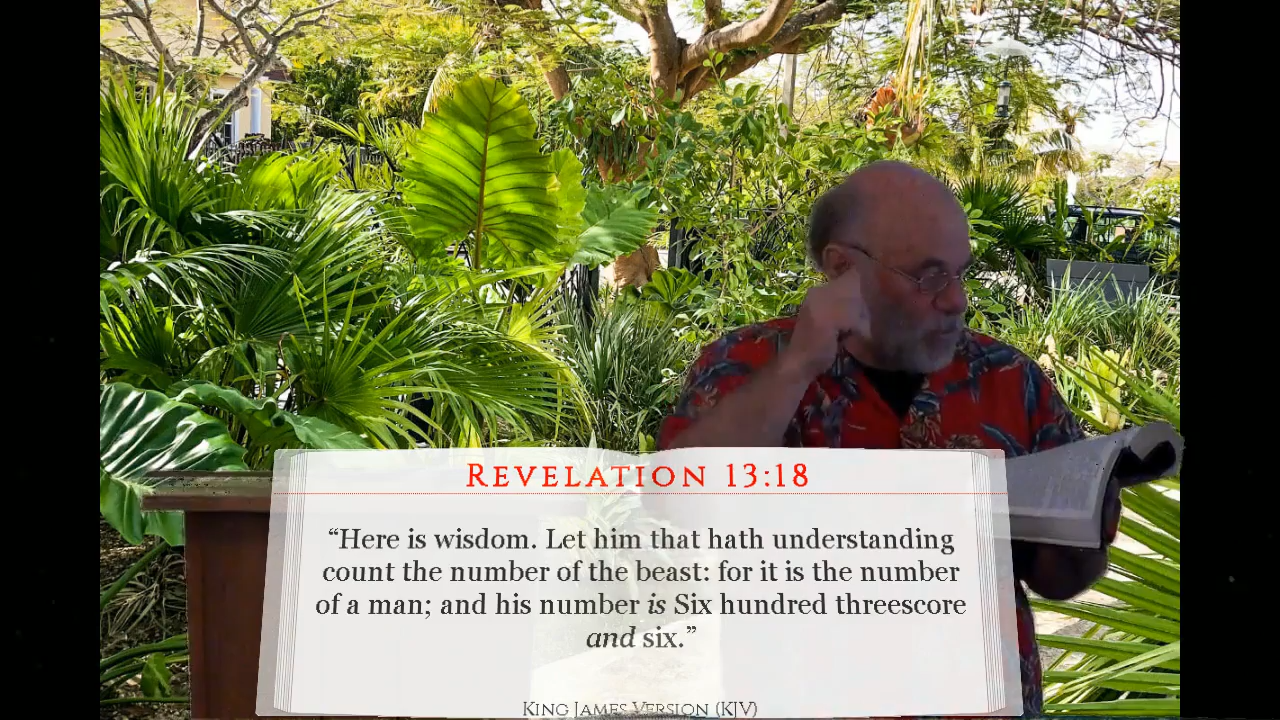 Revelation 13:18
“Here is wisdom. Let him that hath understanding
count the number of the beast: for it is the number
of a man; and his number is Six hundred threescore
and six.”
King James Version (KJV)